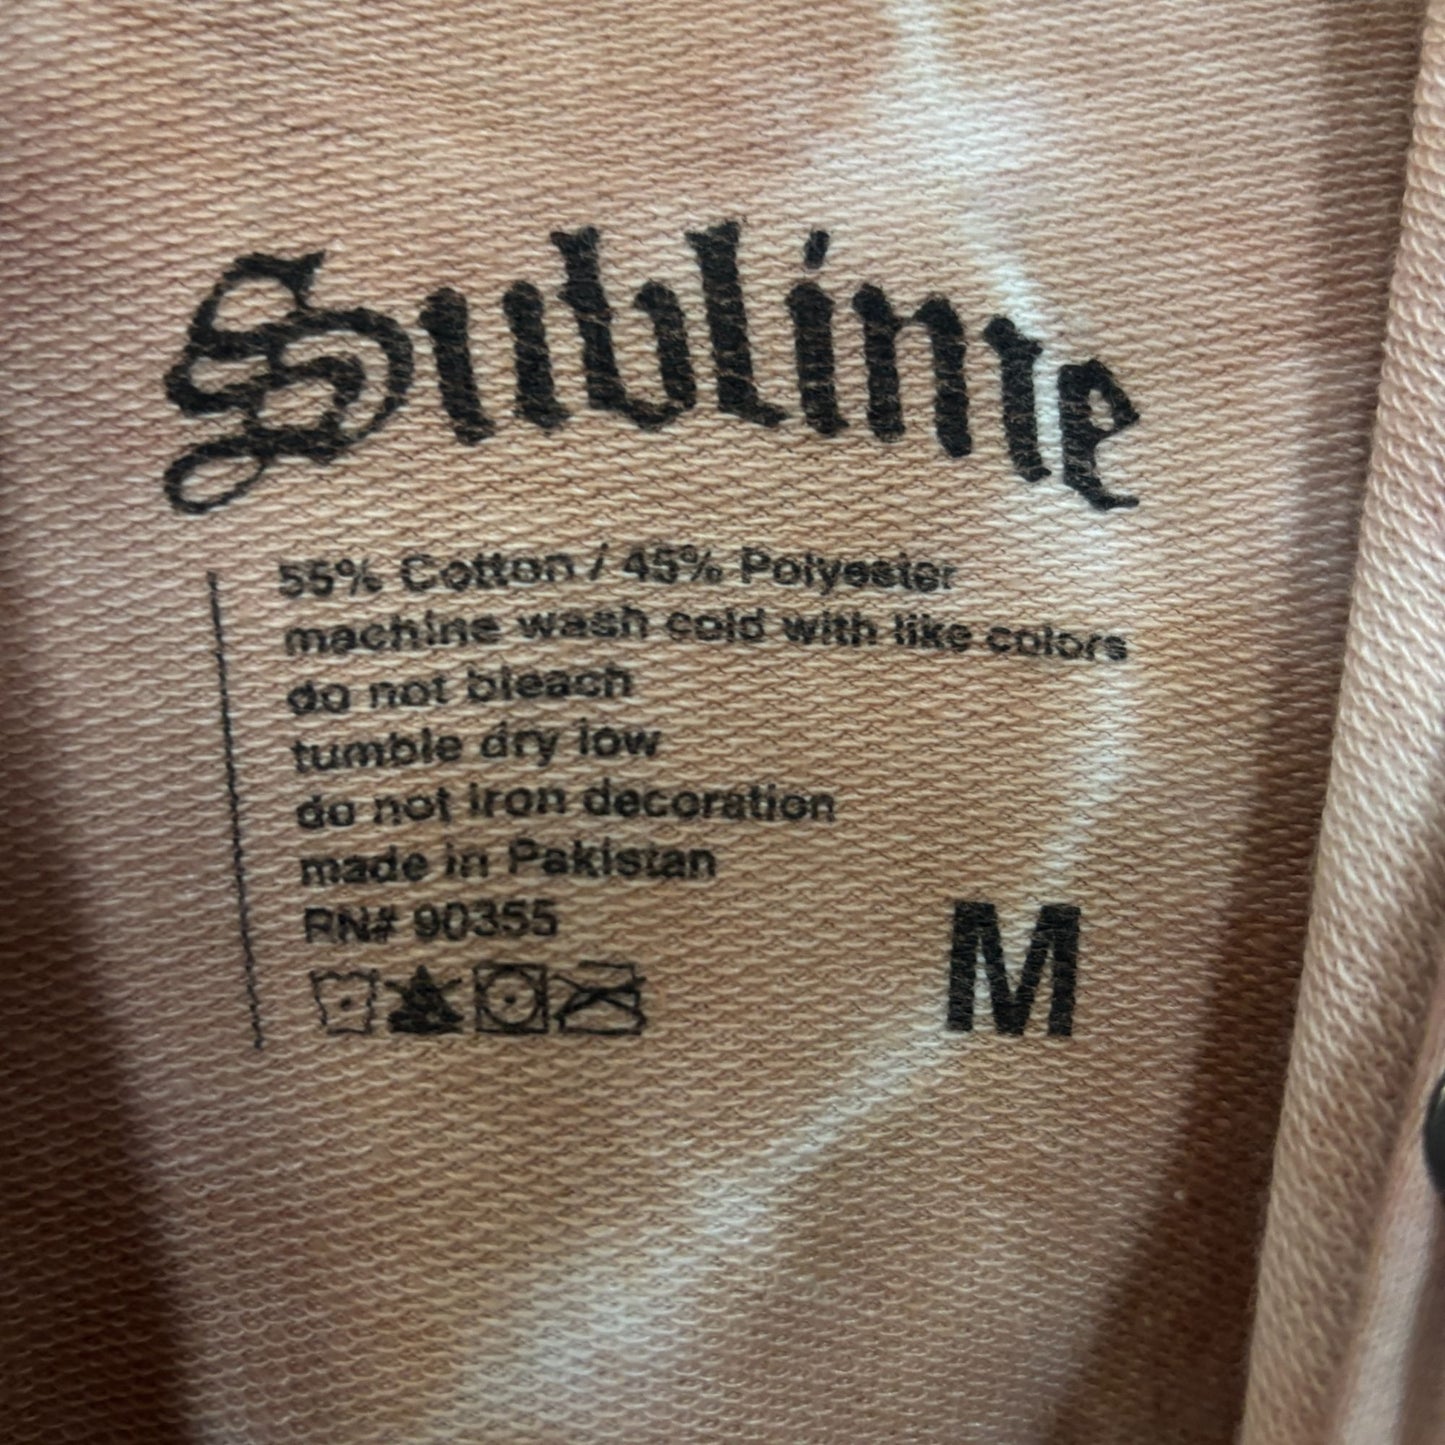 Sublime
55% Cotton / 45% Polyester
machine wash cold with like colors
do not bleach
tumble dry low
do not iron decoration
made in Pakistan
RN# 90355
M